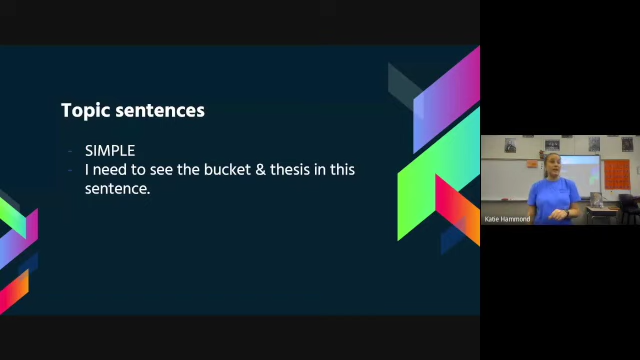 Topic sentences
- SIMPLE
- I need to see the bucket & thesis in this
sentence.
Katie Hammond